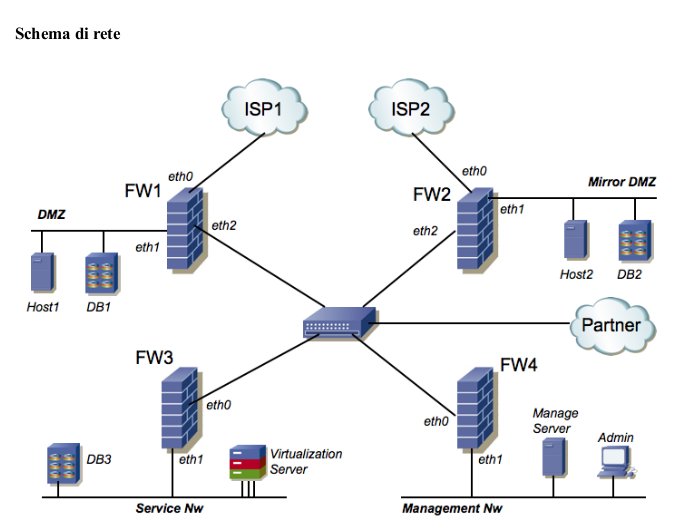 Schema di rete
ISP1
ISP2
eth0
eth0
FW1
FW2
Mirror DMZ
DMZ
eth2
eth1
eth2
eth1
Host1
DB1
Host2
DB2
Partner
FW3
FW4
eth0
eth0
Manage
Server
Admin
DB3
eth1
Virtualization
Server
eth1
Service Nw
Management Nw